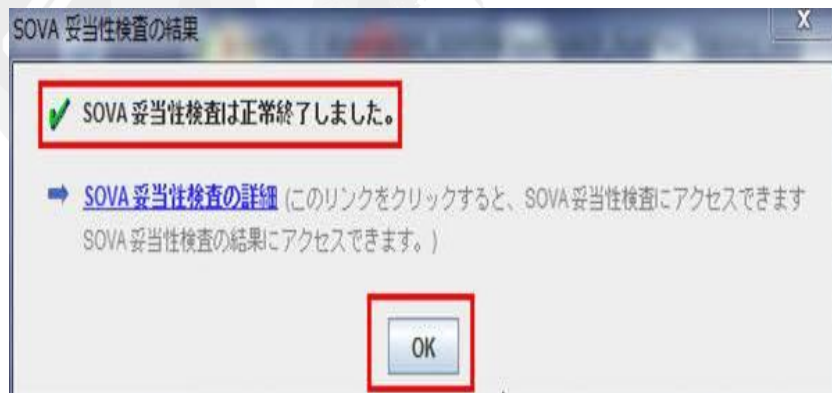 SOVA 妥当性検査の結果
X
SOVA 妥当性検査は正常終了しました。
SOVA 妥当性検査の詳細 (このリンクをクリックすると、SOVA 妥当性検査にアクセスできます
SOVA 妥当性検査の結果にアクセスできます。)
OK